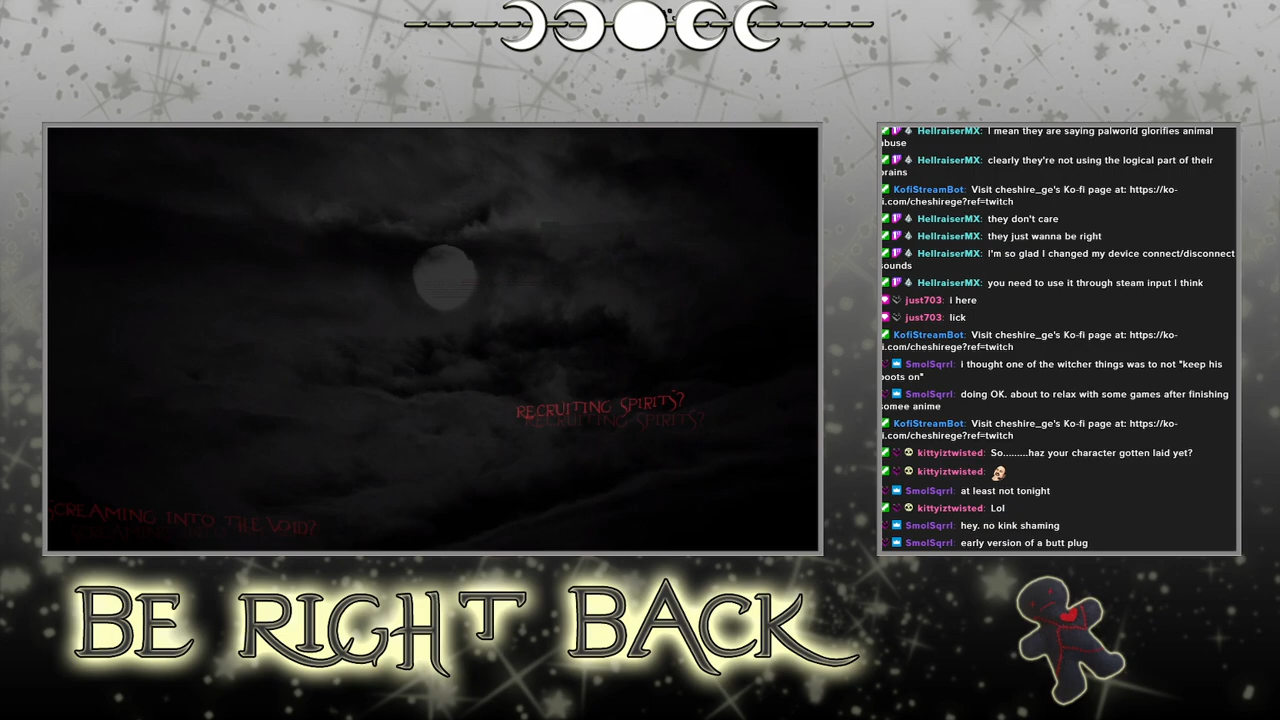 HellraiserMX: I mean they are saying palworld glorifies animal
abuse
HellraiserMX: clearly they're not using the logical part of their
brains
KofiStreamBot: Visit cheshire_ge's Ko-fi page at: https://ko-
i.com/cheshirege?ref=twitch
HellraiserMX: they don't care
HellraiserMX: they just wanna be right
HellraiserMX: I'm so glad I changed my device connect/disconnect
sounds
HellraiserMX: you need to use it through steam input I think
just703: i here
just703: lick
KofiStreamBot: Visit cheshire_ge's Ko-fi page at: https://ko-
i.com/cheshirege?ref=twitch
SmolSqrrl: i thought one of the witcher things was to not "keep his
boots on"
SmolSqrrl: doing OK. about to relax with some games after finishing
somee anime
KofiStreamBot: Visit cheshire_ge's Ko-fi page at: https://ko-
i.com/cheshirege?ref=twitch
kittyiztwisted: So.........haz your character gotten laid yet?
kittyiztwisted:
SmolSqrrl: at least not tonight
kittyiztwisted: Lol
SmolSqrrl: hey. no kink shaming
SmolSqrrl: early version of a butt plug
RECRUITING SPIRITS?
RECRUITING SPIRITS?
SCREAMING INTO THE VOID?
BE RIGHT BACK